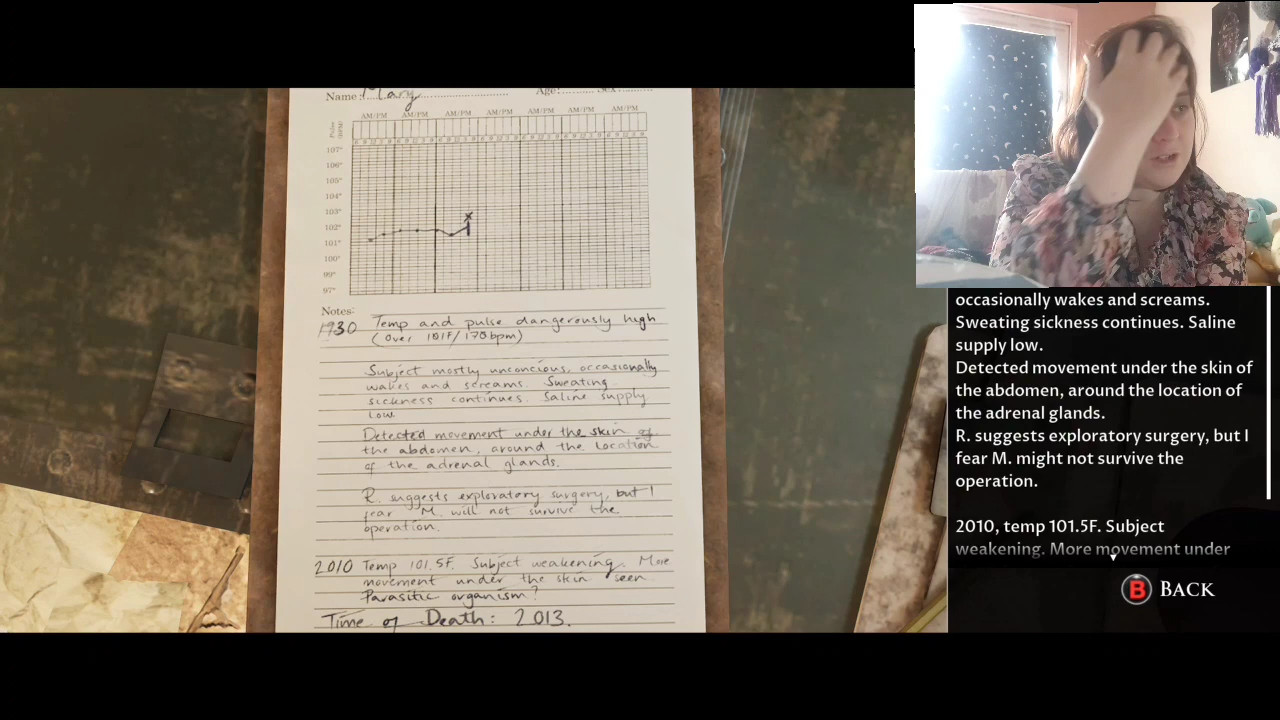 Name: Mary Age: Sex:
AM/PM AM/PM AM/PM AM/PM AM/PM AM/PM AM/PM
Pulse
(BPM)
107°
106°
105°
104°
103°
102°
101°
100°
99°
97°
Notes:
1930 Temp and pulse dangerously high
(over 101F/170bpm)
Subject mostly unconcious, occasionally
wakes and screams. Sweating
sickness continues. Saline supply
low.
Detected movement under the skin of
the abdomen, around the location
of the adrenal glands.
R. suggests exploratory surgery, but I
fear M. will not survive the
operation.
2010 Temp 101.5F. Subject weakening. More
movement under the skin seen.
Parasitic organism?
Time of Death: 2013.
occasionally wakes and screams.
Sweating sickness continues. Saline
supply low.
Detected movement under the skin of
the abdomen, around the location of
the adrenal glands.
R. suggests exploratory surgery, but I
fear M. might not survive the
operation.
2010, temp 101.5F. Subject
weakening. More movement under
B BACK